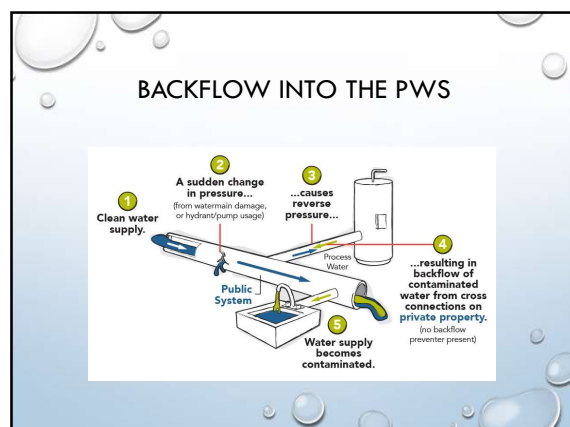 BACKFLOW INTO THE PWS
1
Clean water
supply.
2
A sudden change
in pressure...
(from watermain damage,
or hydrant/pump usage)
3
...causes
reverse
pressure...
Process
Water
4
...resulting in
backflow of
contaminated
water from cross
connections on
private property.
(no backflow
preventer present)
Public
System
5
Water supply
becomes
contaminated.